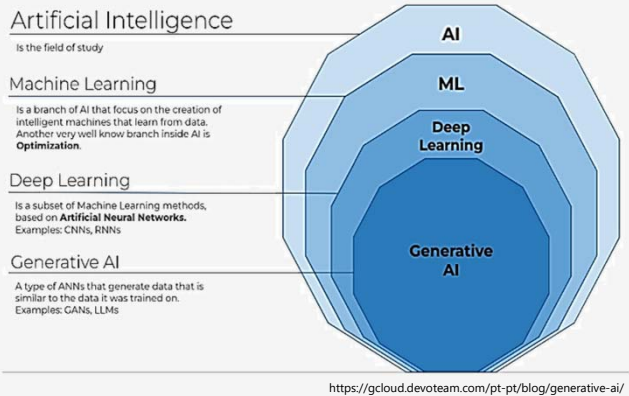 Artificial Intelligence
Is the field of study
Machine Learning
Is a branch of AI that focus on the creation of
intelligent machines that learn from data.
Another very well know branch inside AI is
Optimization.
Deep Learning
Is a subset of Machine Learning methods,
based on Artificial Neural Networks.
Examples: CNNs, RNNs
Generative AI
A type of ANNs that generate data that is
similar to the data it was trained on.
Examples: GANs, LLMs
AI
ML
Deep
Learning
Generative
AI
https://gcloud.devoteam.com/pt-pt/blog/generative-ai/